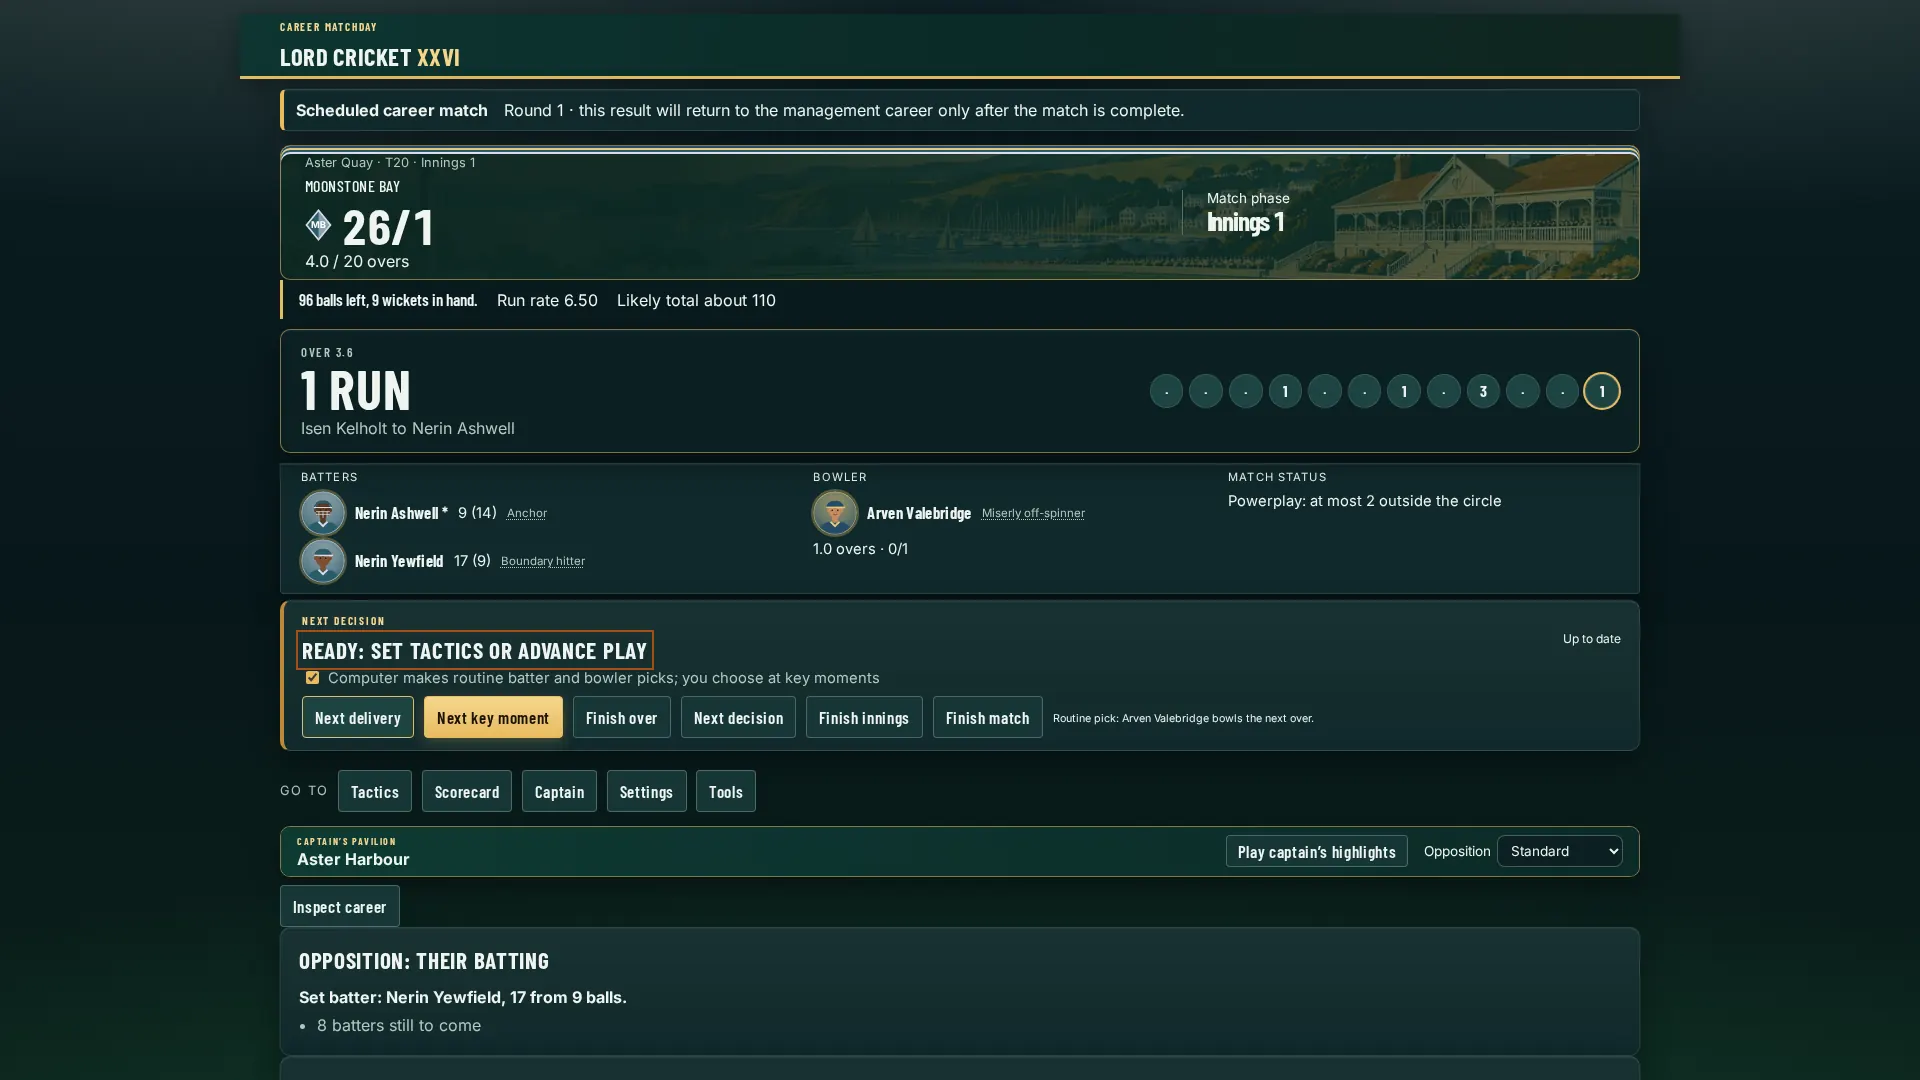 CAREER MATCHDAY
LORD CRICKET XXVI
Scheduled career match Round 1 · this result will return to the management career only after the match is complete.
Aster Quay · T20 · Innings 1
MOONSTONE BAY
MB 26/1
4.0 / 20 overs
Match phase
Innings 1
96 balls left, 9 wickets in hand. Run rate 6.50 Likely total about 110
OVER 3.6
1 RUN
Isen Kelholt to Nerin Ashwell
· · · 1 · · 1 · 3 · · 1
BATTERS
Nerin Ashwell * 9 (14) Anchor
Nerin Yewfield 17 (9) Boundary hitter
BOWLER
Arven Valebridge Miserly off-spinner
1.0 overs · 0/1
MATCH STATUS
Powerplay: at most 2 outside the circle
NEXT DECISION
READY: SET TACTICS OR ADVANCE PLAY
Up to date
Computer makes routine batter and bowler picks; you choose at key moments
Next delivery Next key moment Finish over Next decision Finish innings Finish match Routine pick: Arven Valebridge bowls the next over.
GO TO Tactics Scorecard Captain Settings Tools
CAPTAIN'S PAVILION
Aster Harbour
Play captain's highlights Opposition Standard
Inspect career
OPPOSITION: THEIR BATTING
Set batter: Nerin Yewfield, 17 from 9 balls.
• 8 batters still to come